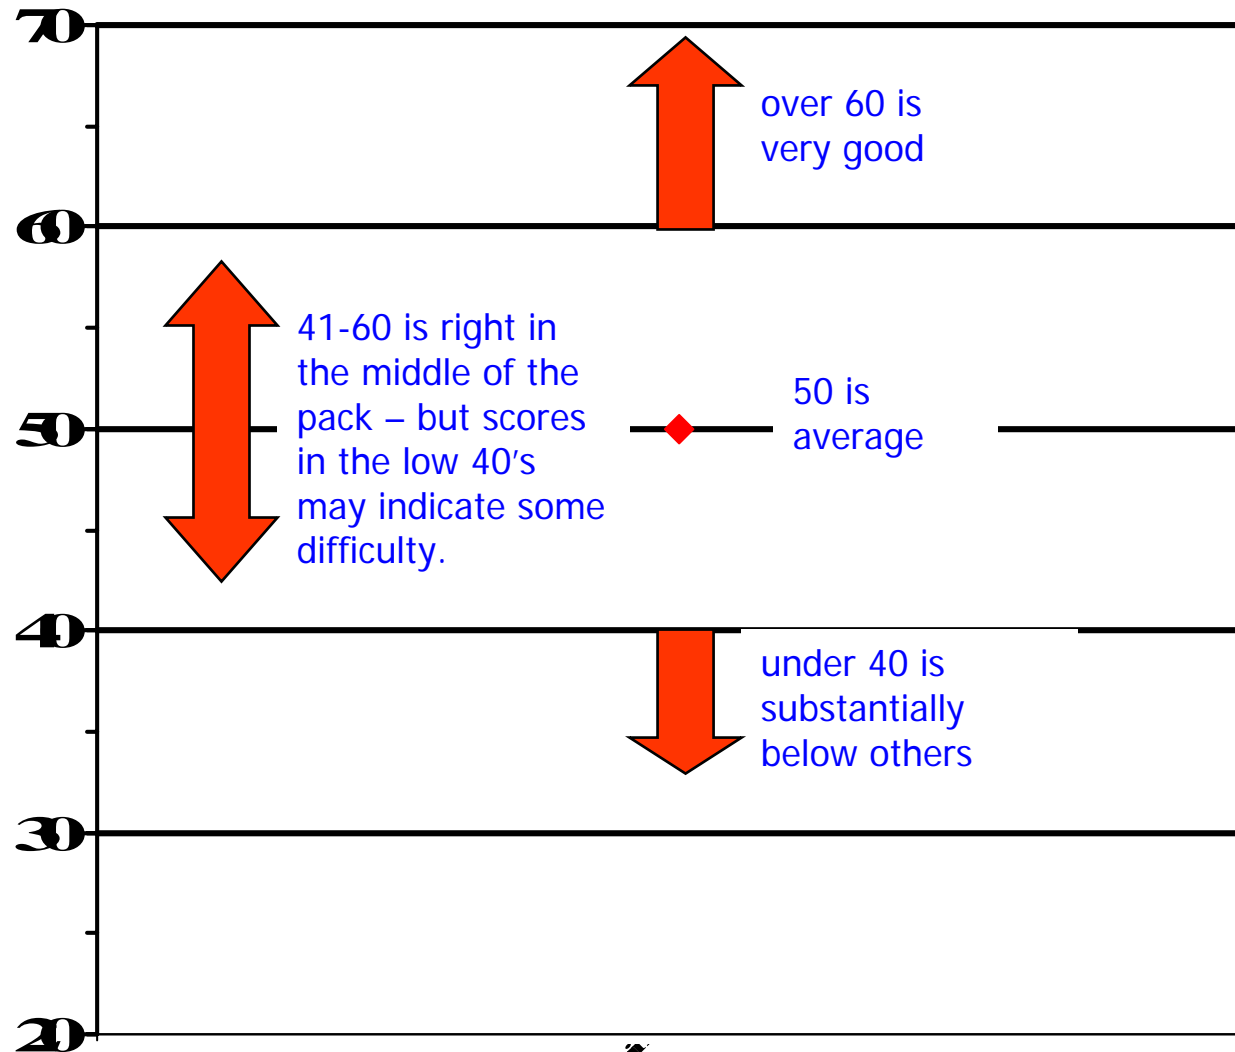 70
over 60 is
very good
60
41-60 is right in
the middle of the
pack – but scores
in the low 40's
may indicate some
difficulty.
50
50 is
average
40
under 40 is
substantially
below others
30
20